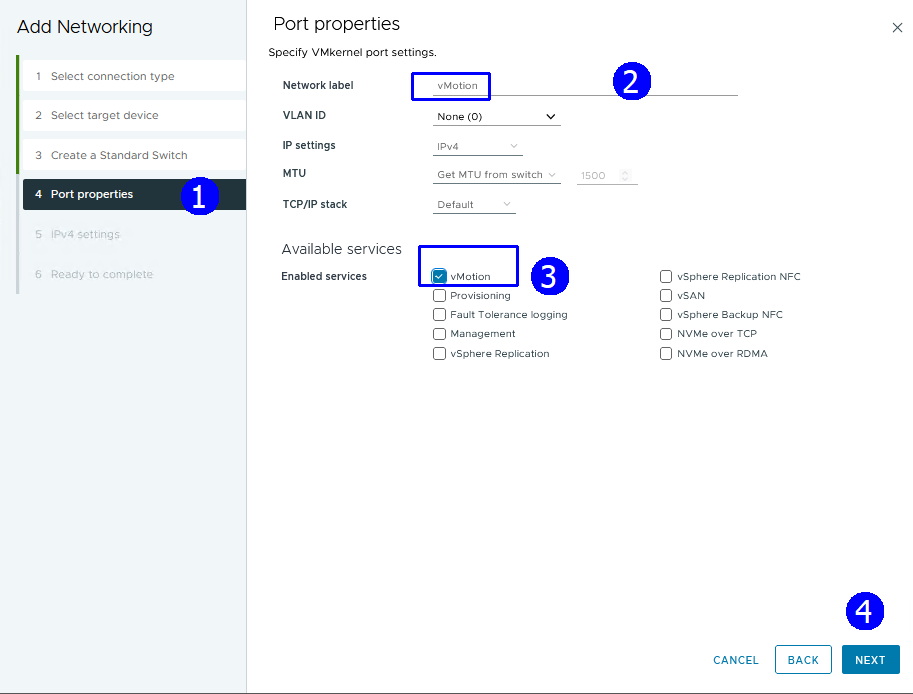 Add Networking
1 Select connection type
2 Select target device
3 Create a Standard Switch
4 Port properties
1
5 IPv4 settings
6 Ready to complete
Port properties
Specify VMkernel port settings.
Network label vMotion
2
VLAN ID None (0)
IP settings IPv4
MTU Get MTU from switch 1500
TCP/IP stack Default
Available services
Enabled services vMotion
3
vSphere Replication NFC
Provisioning vSAN
Fault Tolerance logging vSphere Backup NFC
Management NVMe over TCP
vSphere Replication NVMe over RDMA
4
CANCEL BACK NEXT